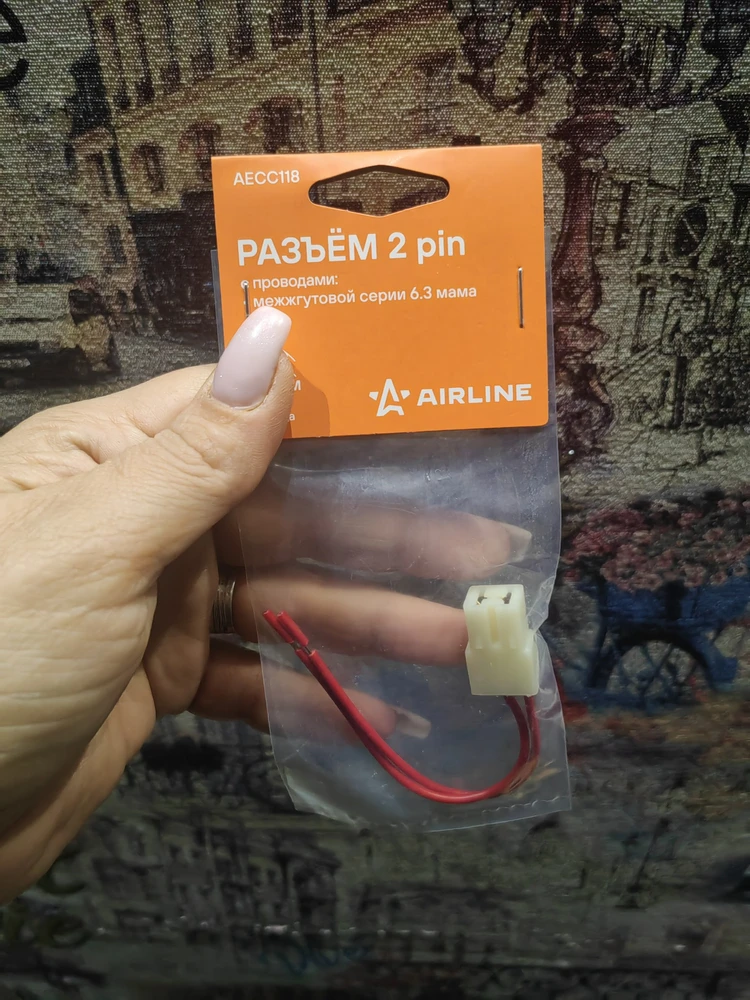 AECC118
РАЗЪЁМ 2 pin
с проводами:
межжгутовой серии 6.3 мама
AIRLINE